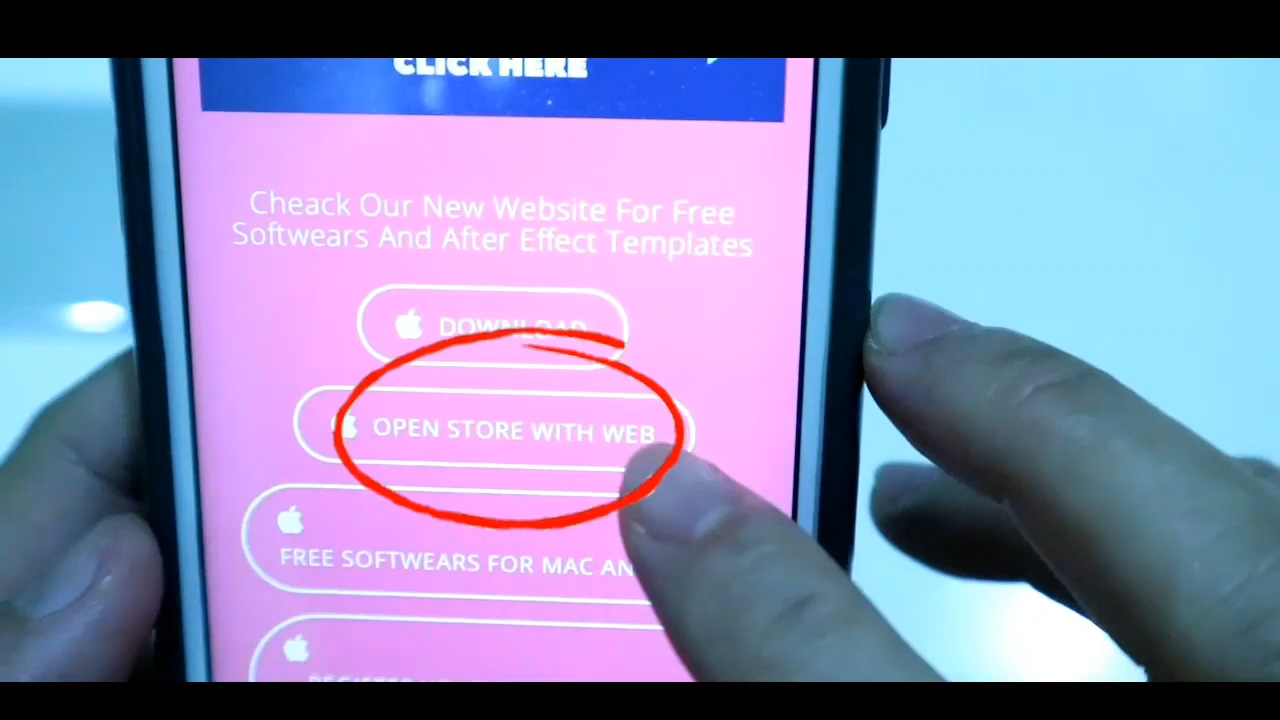 CLICK HERE
Cheack Our New Website For Free
Softwears And After Effect Templates
DOWNLOAD
OPEN STORE WITH WEB
FREE SOFTWEARS FOR MAC